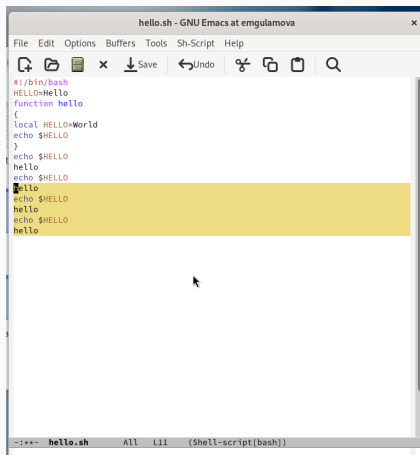 hello.sh - GNU Emacs at emgulamova ×
File Edit Options Buffers Tools Sh-Script Help
Save Undo
#!/bin/bash
HELLO=Hello
function hello
{
local HELLO=World
echo $HELLO
}
echo $HELLO
hello
echo $HELLO
hello
echo $HELLO
hello
echo $HELLO
hello
-:**- hello.sh All L11 (Shell-script[bash])